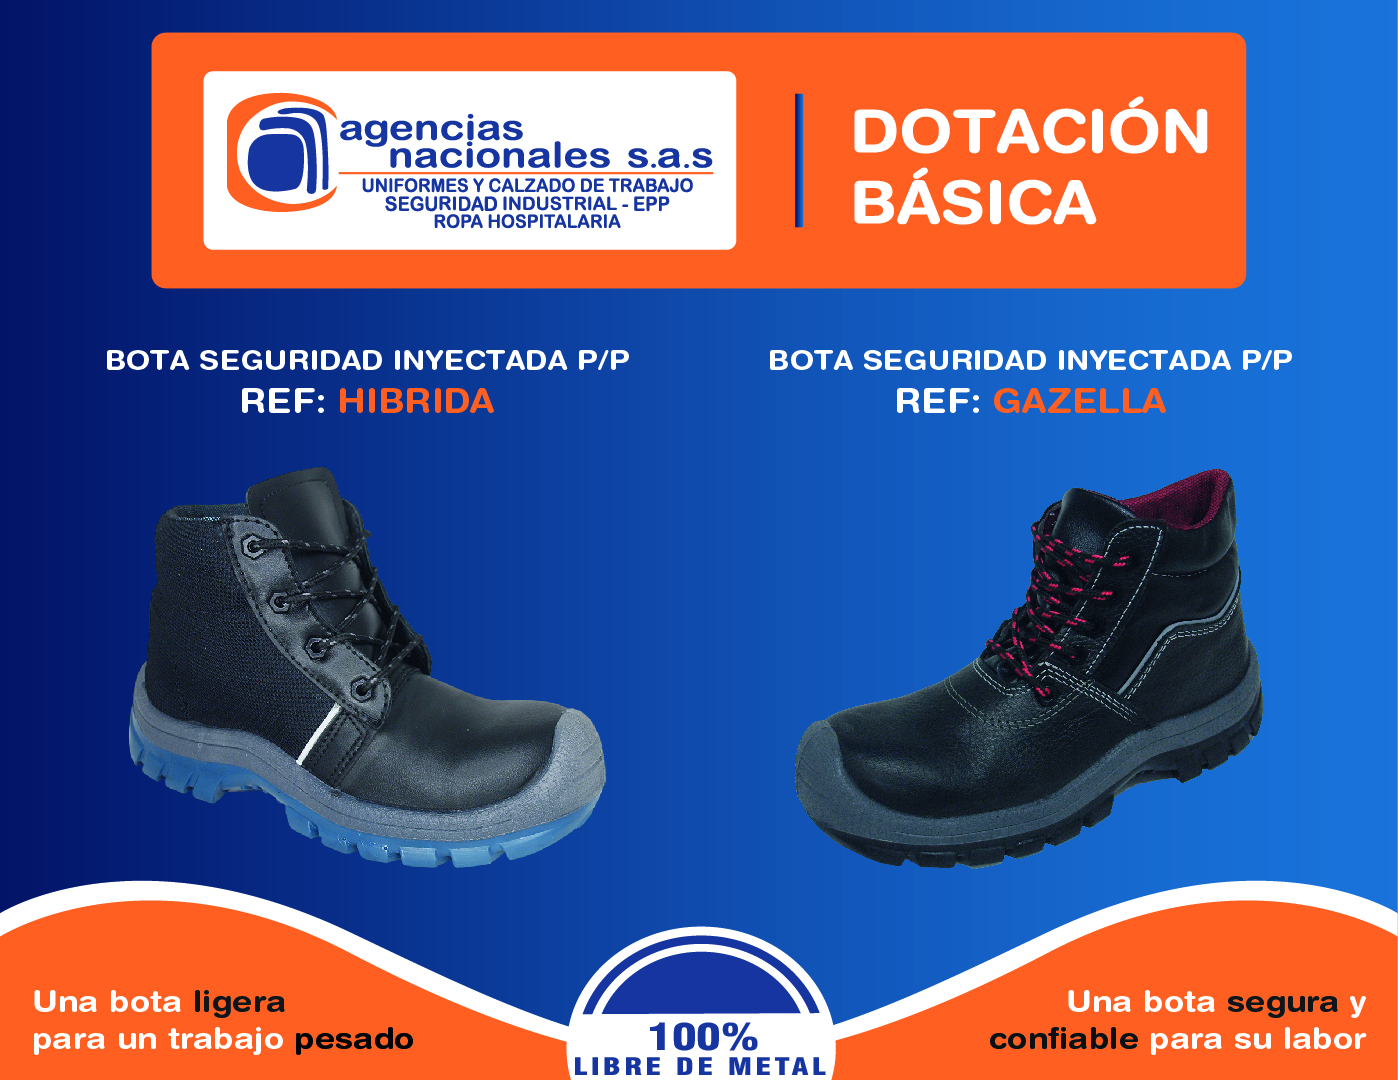 agencias
nacionales s.a.s
UNIFORMES Y CALZADO DE TRABAJO
SEGURIDAD INDUSTRIAL - EPP
ROPA HOSPITALARIA
DOTACIÓN
BÁSICA
BOTA SEGURIDAD INYECTADA P/P
REF: HIBRIDA
BOTA SEGURIDAD INYECTADA P/P
REF: GAZELLA
Una bota ligera
para un trabajo pesado
100%
LIBRE DE METAL
Una bota segura y
confiable para su labor